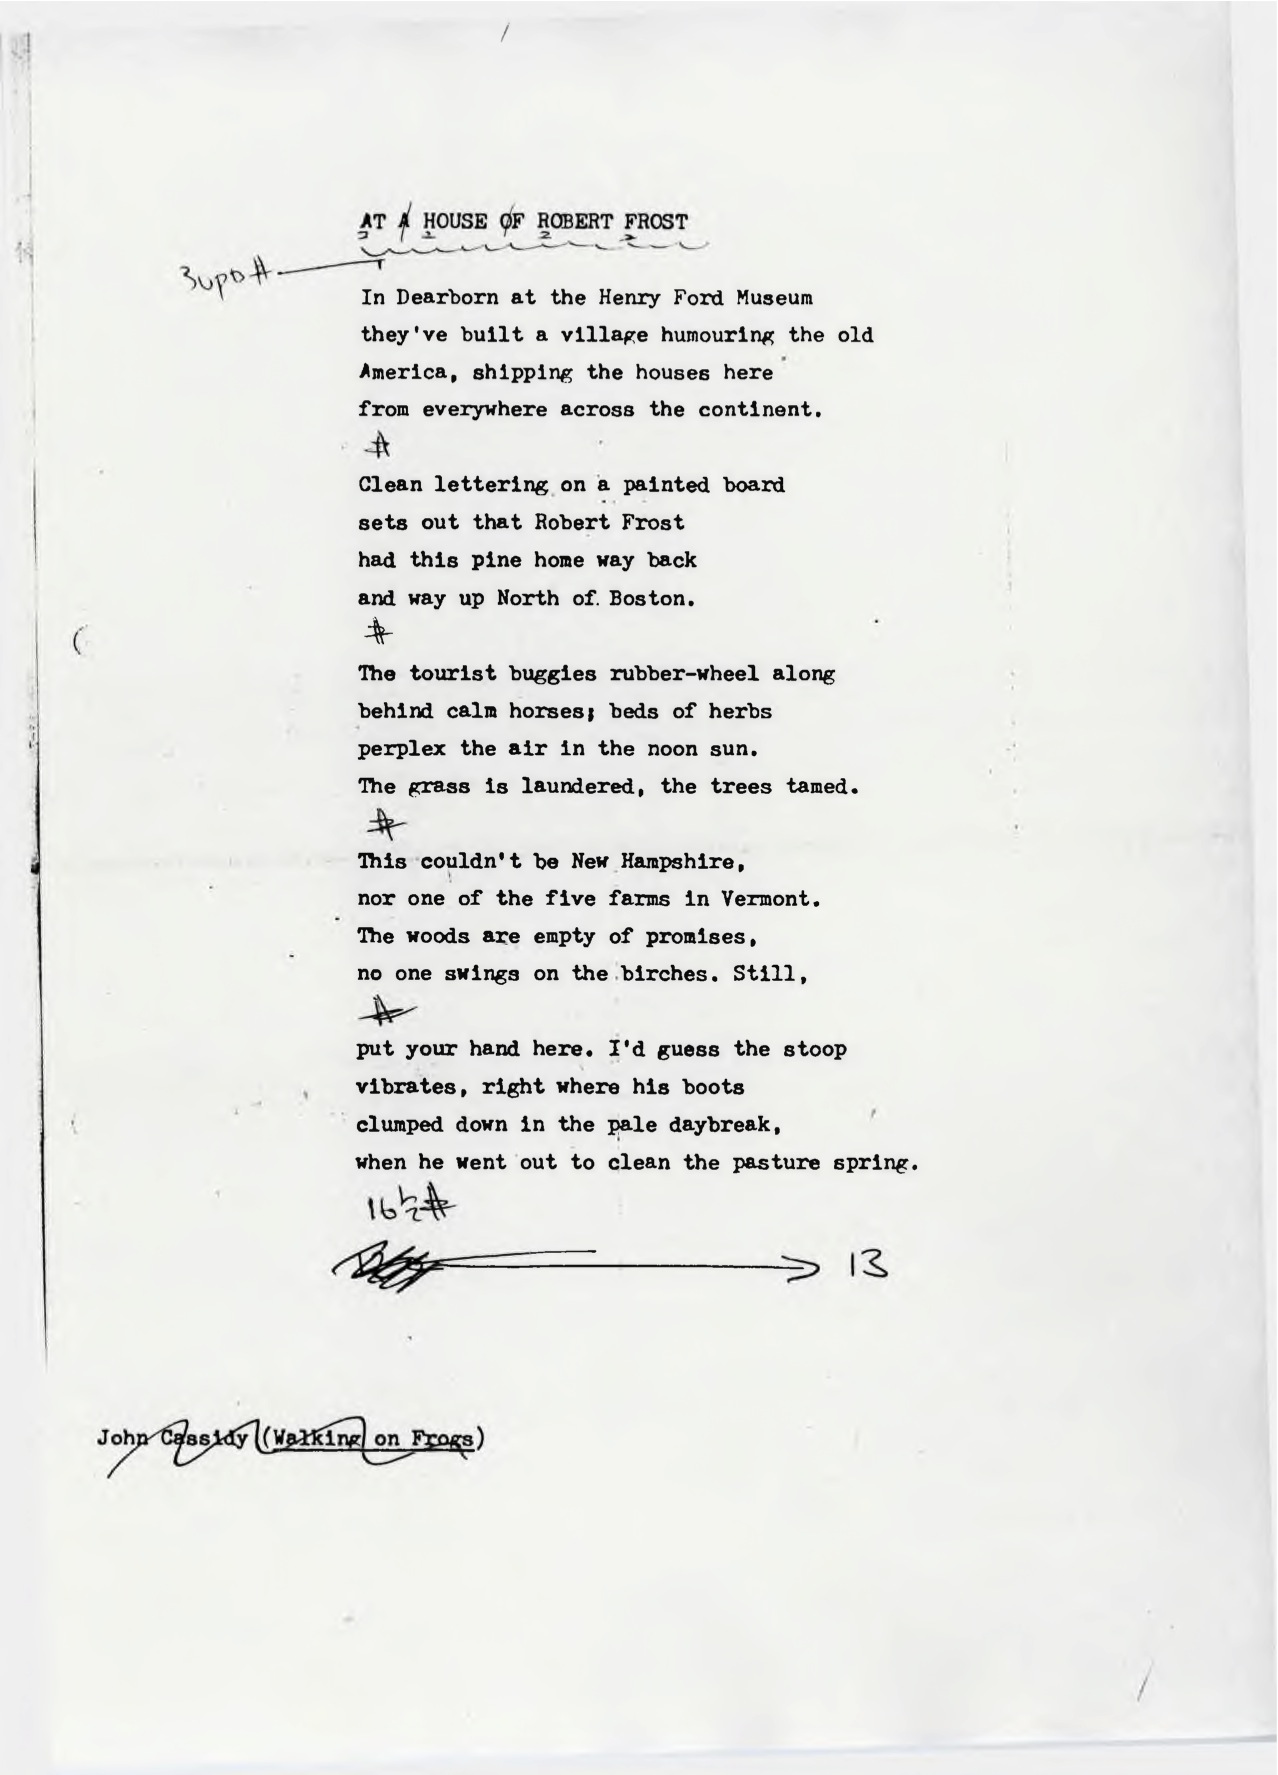 AT A HOUSE OF ROBERT FROST
#
In Dearborn at the Henry Ford Museum
they've built a village humouring the old
America, shipping the houses here
from everywhere across the continent.
#
Clean lettering on a painted board
sets out that Robert Frost
had this pine home way back
and way up North of Boston.
#
The tourist buggies rubber-wheel along
behind calm horses; beds of herbs
perplex the air in the noon sun.
The grass is laundered, the trees tamed.
#
This couldn't be New Hampshire,
nor one of the five farms in Vermont.
The woods are empty of promises,
no one swings on the birches. Still,
#
put your hand here. I'd guess the stoop
vibrates, right where his boots
clumped down in the pale daybreak,
when he went out to clean the pasture spring.
16½#
13
John Cassidy (Walking on Frogs)